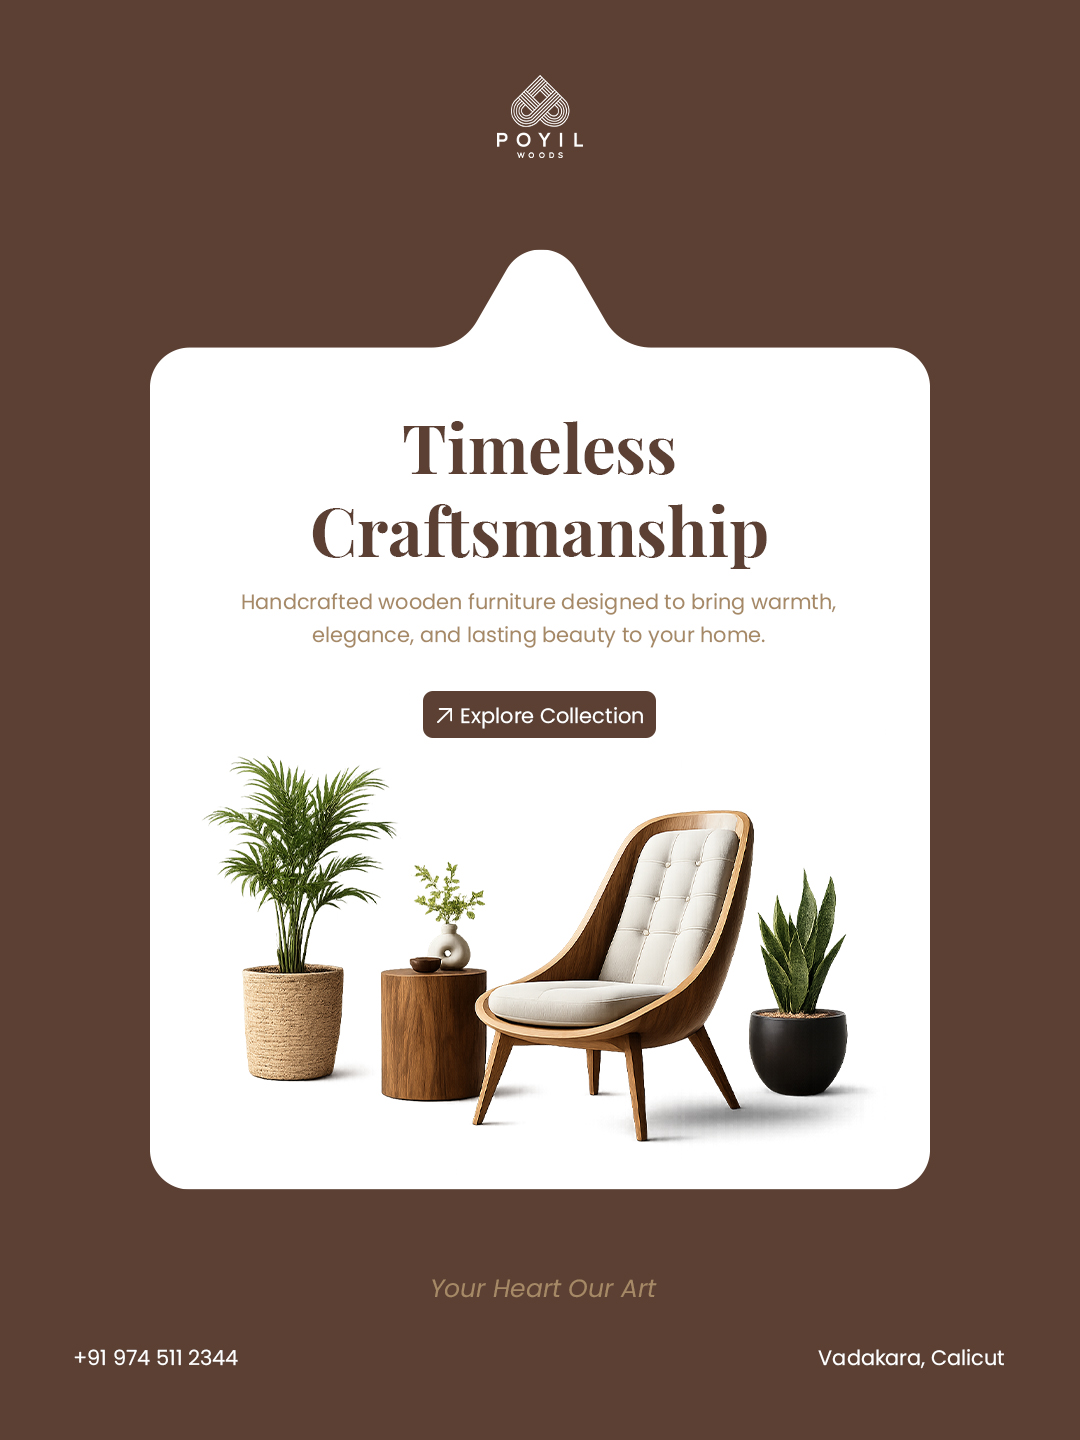 POYIL
WOODS
Timeless
Craftsmanship
Handcrafted wooden furniture designed to bring warmth,
elegance, and lasting beauty to your home.
Explore Collection
Your Heart Our Art
+91 974 511 2344
Vadakara, Calicut